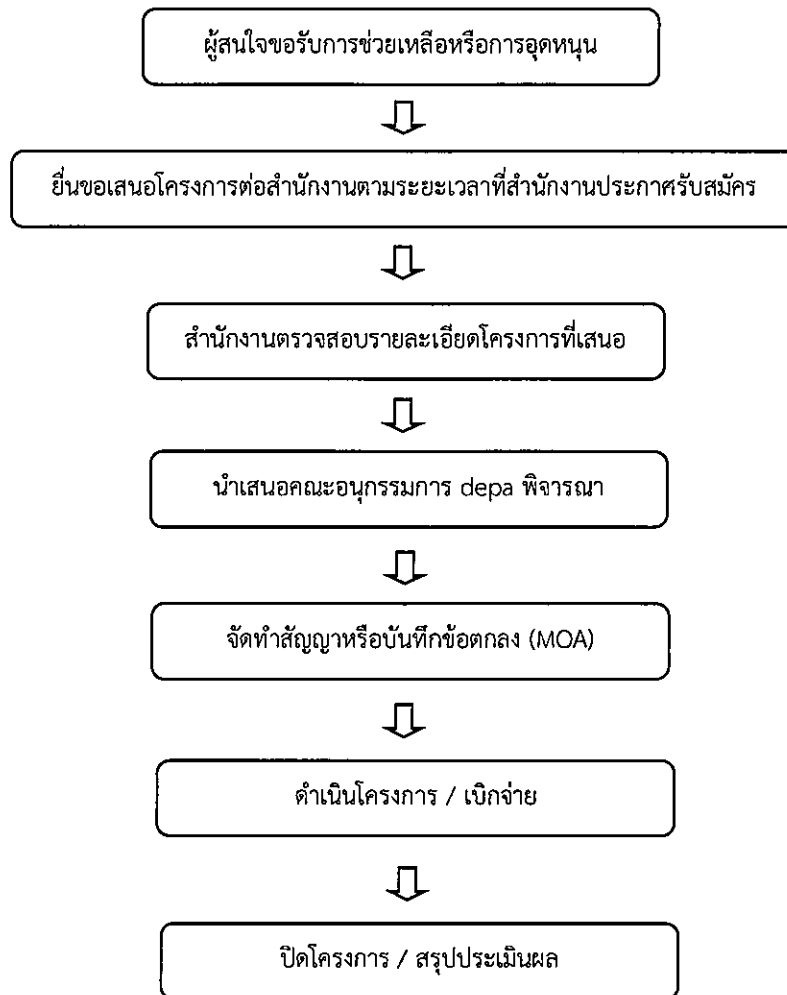 ผู้สนใจขอรับการช่วยเหลือหรือการอุดหนุน
ยื่นขอเสนอโครงการต่อสำนักงานตามระยะเวลาที่สำนักงานประกาศรับสมัคร
สำนักงานตรวจสอบรายละเอียดโครงการที่เสนอ
นำเสนอคณะอนุกรรมการ depa พิจารณา
จัดทำสัญญาหรือบันทึกข้อตกลง (MOA)
ดำเนินโครงการ / เบิกจ่าย
ปิดโครงการ / สรุปประเมินผล